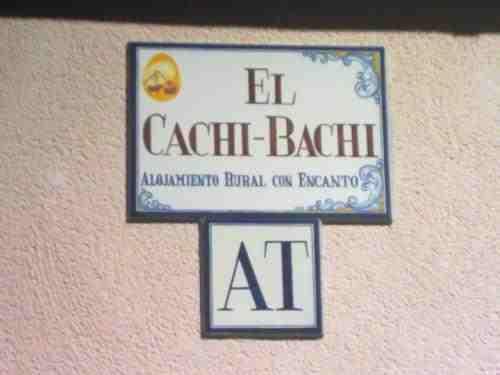 EL
CACHI-BACHI
ALOJAMIENTO RURAL CON ENCANTO
AT